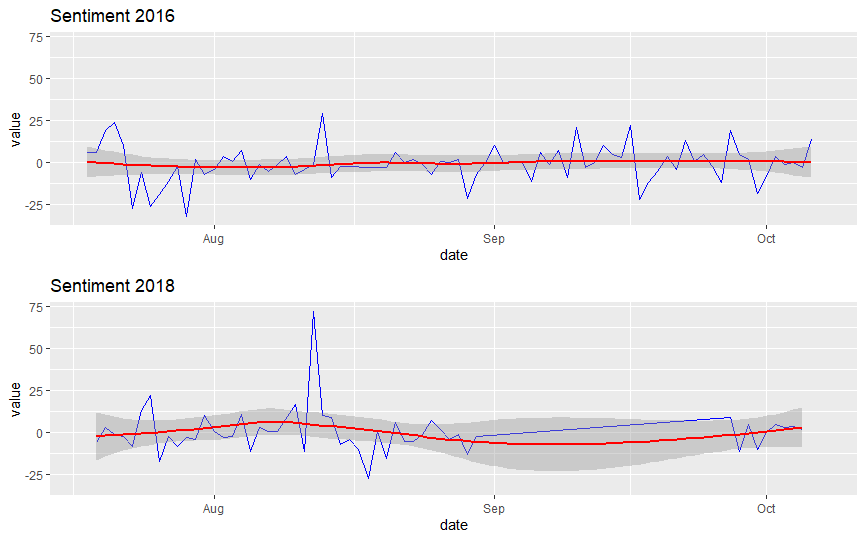 Sentiment 2016
75
50
25
0
-25
value
Aug Sep Oct
date
Sentiment 2018
75
50
25
0
-25
value
Aug Sep Oct
date